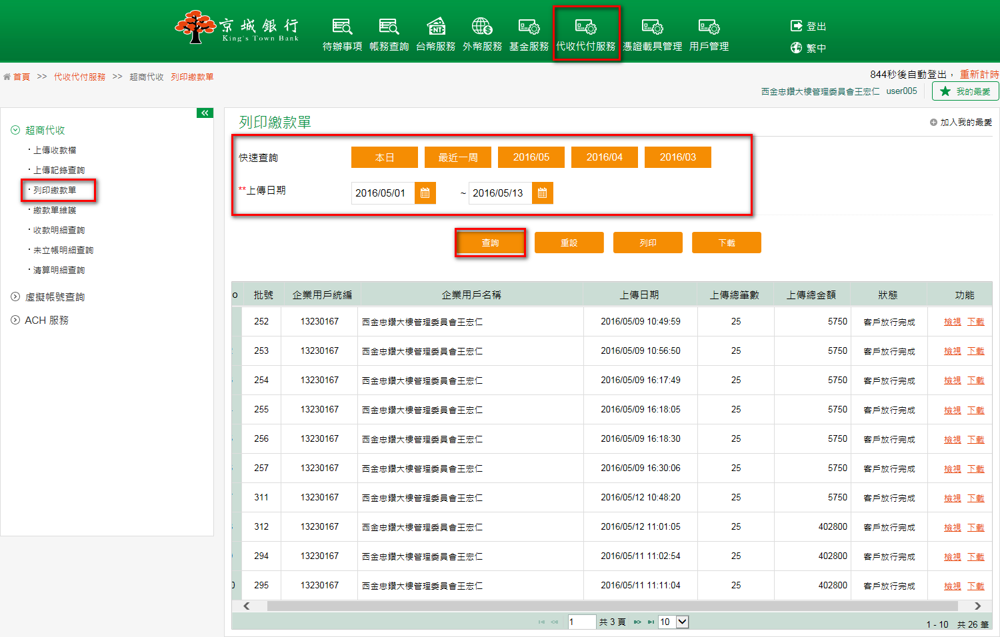 京城銀行
King's Town Bank
待辦事項 帳務查詢 台幣服務 外幣服務 基金服務 代收代付服務 憑證載具管理 用戶管理
登出
繁中
首頁 >> 代收代付服務 >> 超商代收 列印繳款單
844秒後自動登出， 重新計時
西金忠鑽大樓管理委員會王宏仁 user005 我的最愛
超商代收
上傳收款檔
上傳記錄查詢
列印繳款單
繳款單維護
收款明細查詢
未立帳明細查詢
清算明細查詢
虛擬帳號查詢
ACH 服務
列印繳款單
加入我的最愛
快速查詢 本日 最近一周 2016/05 2016/04 2016/03
**上傳日期 2016/05/01 ~ 2016/05/13
查詢 重設 列印 下載
o 批號 企業用戶統編 企業用戶名稱 上傳日期 上傳總筆數 上傳總金額 狀態 功能
252 13230167 西金忠鑽大樓管理委員會王宏仁 2016/05/09 10:49:59 25 5750 客戶放行完成 檢視 下載
253 13230167 西金忠鑽大樓管理委員會王宏仁 2016/05/09 10:56:50 25 5750 客戶放行完成 檢視 下載
254 13230167 西金忠鑽大樓管理委員會王宏仁 2016/05/09 16:17:49 25 5750 客戶放行完成 檢視 下載
255 13230167 西金忠鑽大樓管理委員會王宏仁 2016/05/09 16:18:05 25 5750 客戶放行完成 檢視 下載
256 13230167 西金忠鑽大樓管理委員會王宏仁 2016/05/09 16:18:30 25 5750 客戶放行完成 檢視 下載
257 13230167 西金忠鑽大樓管理委員會王宏仁 2016/05/09 16:30:06 25 5750 客戶放行完成 檢視 下載
311 13230167 西金忠鑽大樓管理委員會王宏仁 2016/05/12 10:48:20 25 5750 客戶放行完成 檢視 下載
312 13230167 西金忠鑽大樓管理委員會王宏仁 2016/05/12 11:01:05 25 402800 客戶放行完成 檢視 下載
294 13230167 西金忠鑽大樓管理委員會王宏仁 2016/05/11 11:02:54 25 402800 客戶放行完成 檢視 下載
0 295 13230167 西金忠鑽大樓管理委員會王宏仁 2016/05/11 11:11:04 25 402800 客戶放行完成 檢視 下載
1 共 3 頁 10
1 - 10 共 26 筆